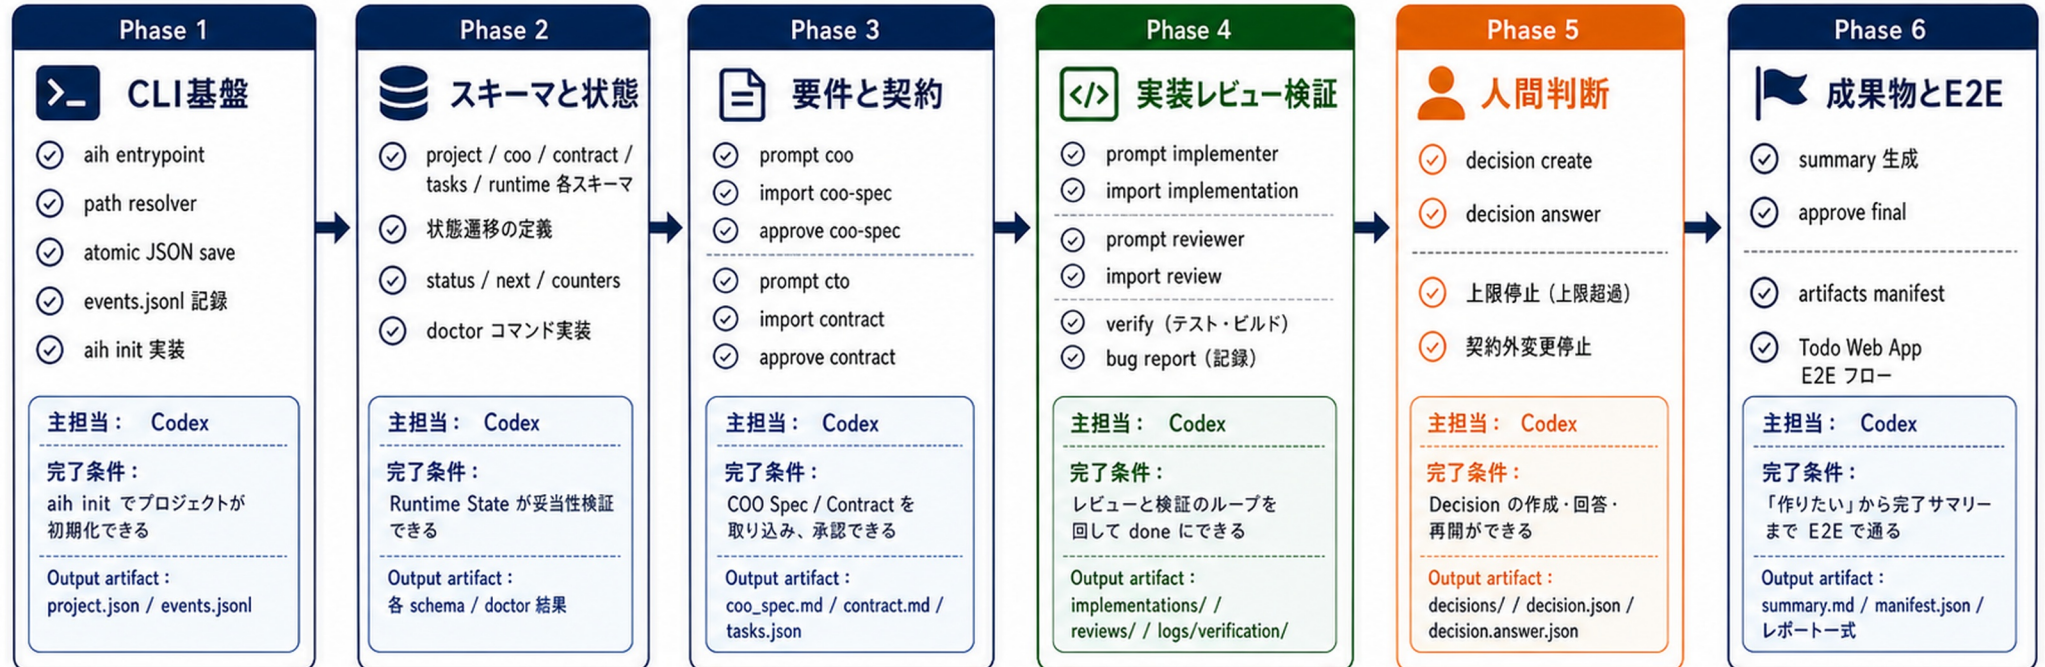 Phase 1
CLI基盤
aih entrypoint
path resolver
atomic JSON save
events.jsonl 記録
aih init 実装
主担当： Codex
完了条件：
aih init でプロジェクトが
初期化できる
Output artifact：
project.json / events.jsonl
Phase 2
スキーマと状態
project / coo / contract /
tasks / runtime 各スキーマ
状態遷移の定義
status / next / counters
doctor コマンド実装
主担当： Codex
完了条件：
Runtime State が妥当性検証
できる
Output artifact：
各 schema / doctor 結果
Phase 3
要件と契約
prompt coo
import coo-spec
approve coo-spec
prompt cto
import contract
approve contract
主担当： Codex
完了条件：
COO Spec / Contract を
取り込み、承認できる
Output artifact：
coo_spec.md / contract.md /
tasks.json
Phase 4
実装レビュー検証
prompt implementer
import implementation
prompt reviewer
import review
verify（テスト・ビルド）
bug report（記録）
主担当： Codex
完了条件：
レビューと検証のループを
回して done にできる
Output artifact：
implementations/ /
reviews/ / logs/verification/
Phase 5
人間判断
decision create
decision answer
上限停止（上限超過）
契約外変更停止
主担当： Codex
完了条件：
Decision の作成・回答・
再開ができる
Output artifact：
decisions/ / decision.json /
decision.answer.json
Phase 6
成果物とE2E
summary 生成
approve final
artifacts manifest
Todo Web App
E2E フロー
主担当： Codex
完了条件：
「作りたい」から完了サマリー
まで E2E で通る
Output artifact：
summary.md / manifest.json /
レポート一式